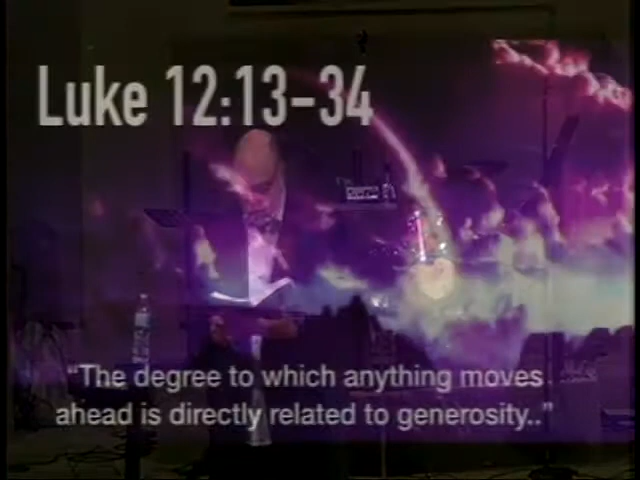 Luke 12:13-34
“The degree to which anything moves
ahead is directly related to generosity..”